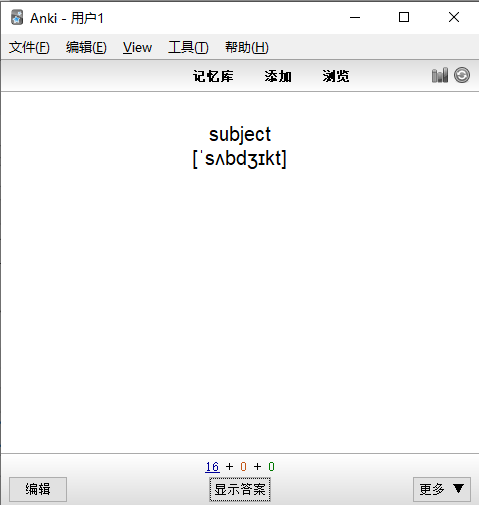 Anki - 用户1
文件(F) 编辑(E) View 工具(T) 帮助(H)
记忆库 添加 浏览
subject
[ˈsʌbdʒɪkt]
16 + 0 + 0
编辑 显示答案 更多 ▼